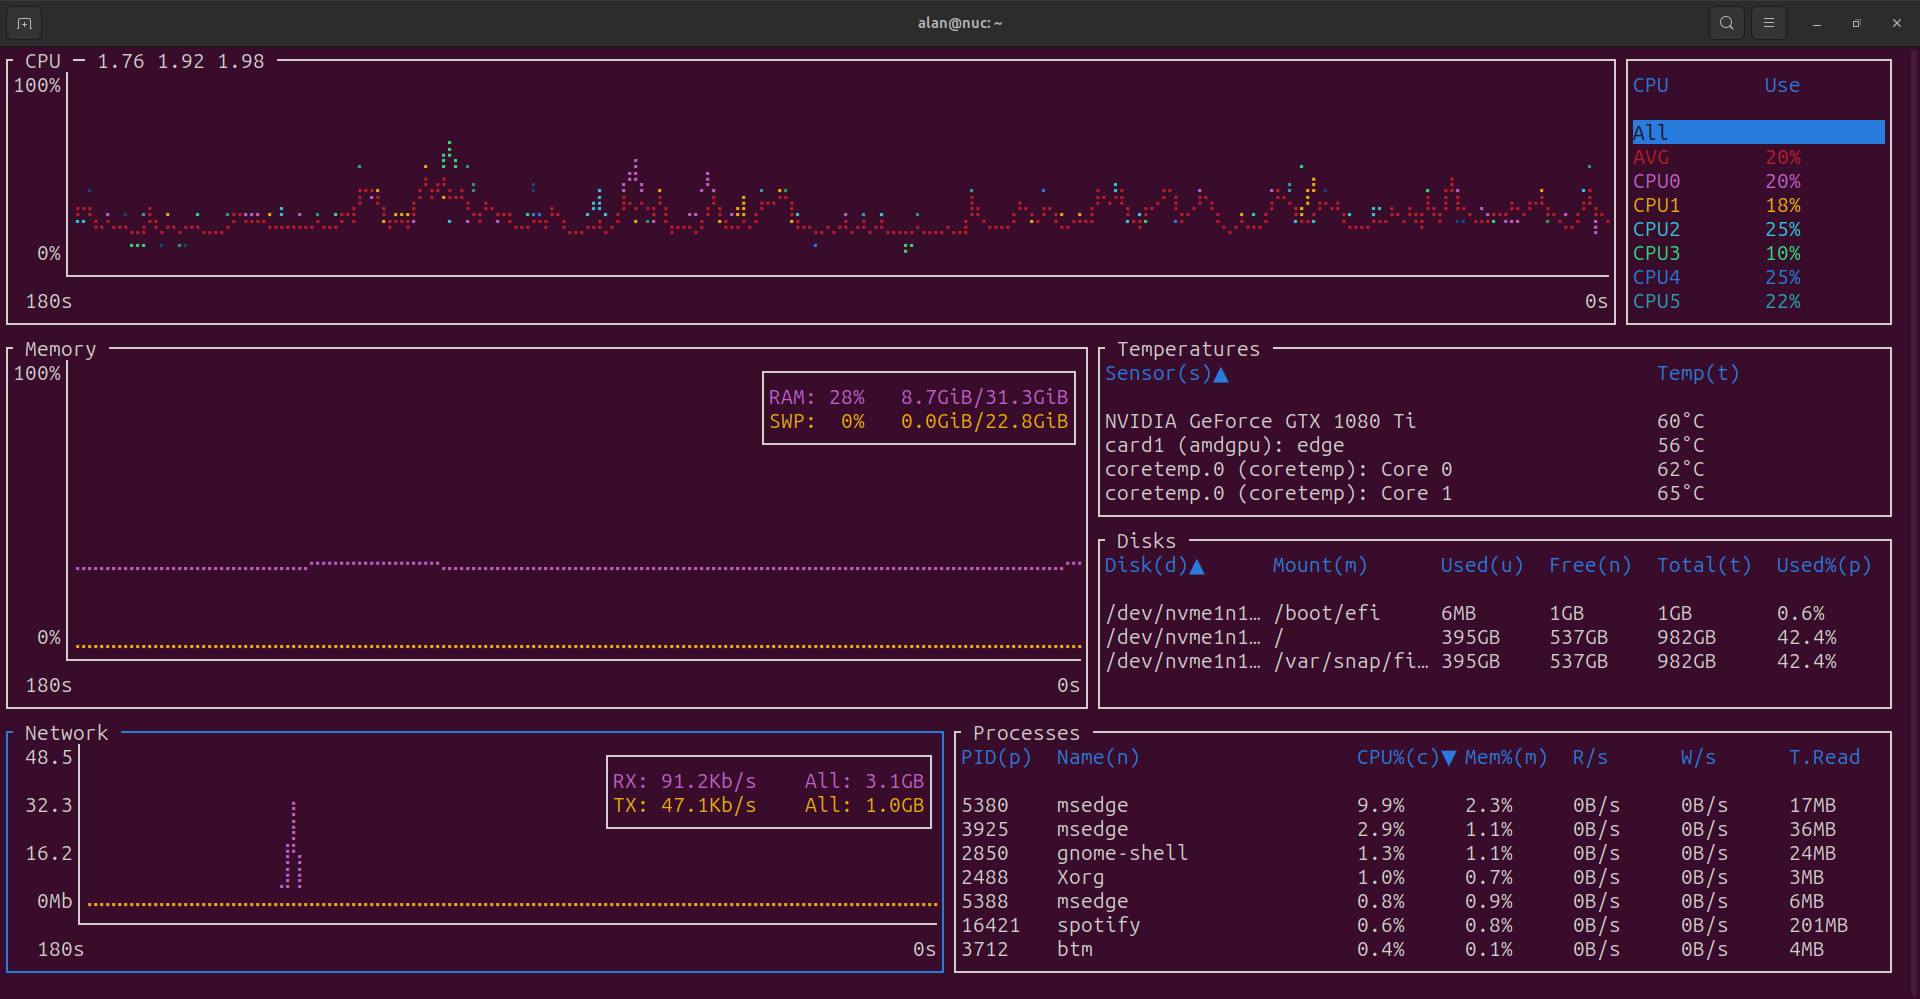 alan@nuc: ~
CPU — 1.76 1.92 1.98
100%
0%
180s 0s
CPU Use
All
AVG 20%
CPU0 20%
CPU1 18%
CPU2 25%
CPU3 10%
CPU4 25%
CPU5 22%
Memory
100%
RAM: 28% 8.7GiB/31.3GiB
SWP: 0% 0.0GiB/22.8GiB
0%
180s 0s
Temperatures
Sensor(s)▲ Temp(t)
NVIDIA GeForce GTX 1080 Ti 60°C
card1 (amdgpu): edge 56°C
coretemp.0 (coretemp): Core 0 62°C
coretemp.0 (coretemp): Core 1 65°C
Disks
Disk(d)▲ Mount(m) Used(u) Free(n) Total(t) Used%(p)
/dev/nvme1n1… /boot/efi 6MB 1GB 1GB 0.6%
/dev/nvme1n1… / 395GB 537GB 982GB 42.4%
/dev/nvme1n1… /var/snap/fi… 395GB 537GB 982GB 42.4%
Network
48.5
RX: 91.2Kb/s All: 3.1GB
TX: 47.1Kb/s All: 1.0GB
32.3
16.2
0Mb
180s 0s
Processes
PID(p) Name(n) CPU%(c)▼ Mem%(m) R/s W/s T.Read
5380 msedge 9.9% 2.3% 0B/s 0B/s 17MB
3925 msedge 2.9% 1.1% 0B/s 0B/s 36MB
2850 gnome-shell 1.3% 1.1% 0B/s 0B/s 24MB
2488 Xorg 1.0% 0.7% 0B/s 0B/s 3MB
5388 msedge 0.8% 0.9% 0B/s 0B/s 6MB
16421 spotify 0.6% 0.8% 0B/s 0B/s 201MB
3712 btm 0.4% 0.1% 0B/s 0B/s 4MB